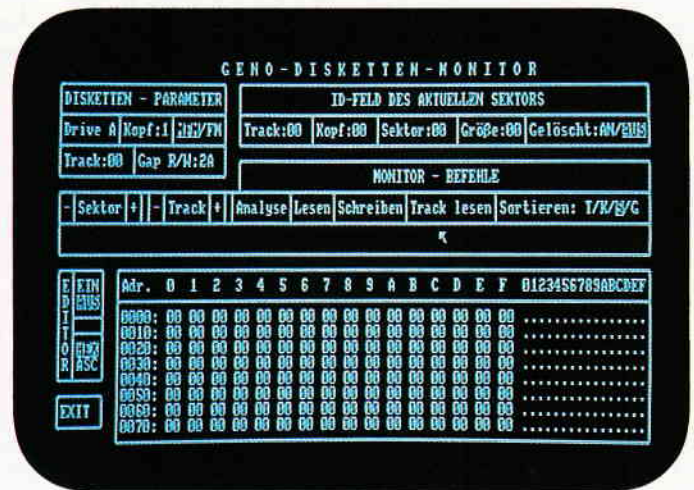 GENO-DISKETTEN-MONITOR
DISKETTEN - PARAMETER
Drive A Kopf:1 MFM/FM
Track:00 Gap R/W:2A
ID-FELD DES AKTUELLEN SEKTORS
Track:00 Kopf:00 Sektor:00 Größe:00 Gelöscht:AN/AUS
MONITOR - BEFEHLE
- Sektor + - Track + Analyse Lesen Schreiben Track lesen Sortieren: T/K/S/G
EDITOR
EIN
AUS
HEX
ASC
EXIT
Adr. 0 1 2 3 4 5 6 7 8 9 A B C D E F 0123456789ABCDEF
0000: 00 00 00 00 00 00 00 00 00 00 00 00 00 00 00 00 ................
0010: 00 00 00 00 00 00 00 00 00 00 00 00 00 00 00 00 ................
0020: 00 00 00 00 00 00 00 00 00 00 00 00 00 00 00 00 ................
0030: 00 00 00 00 00 00 00 00 00 00 00 00 00 00 00 00 ................
0040: 00 00 00 00 00 00 00 00 00 00 00 00 00 00 00 00 ................
0050: 00 00 00 00 00 00 00 00 00 00 00 00 00 00 00 00 ................
0060: 00 00 00 00 00 00 00 00 00 00 00 00 00 00 00 00 ................
0070: 00 00 00 00 00 00 00 00 00 00 00 00 00 00 00 00 ................